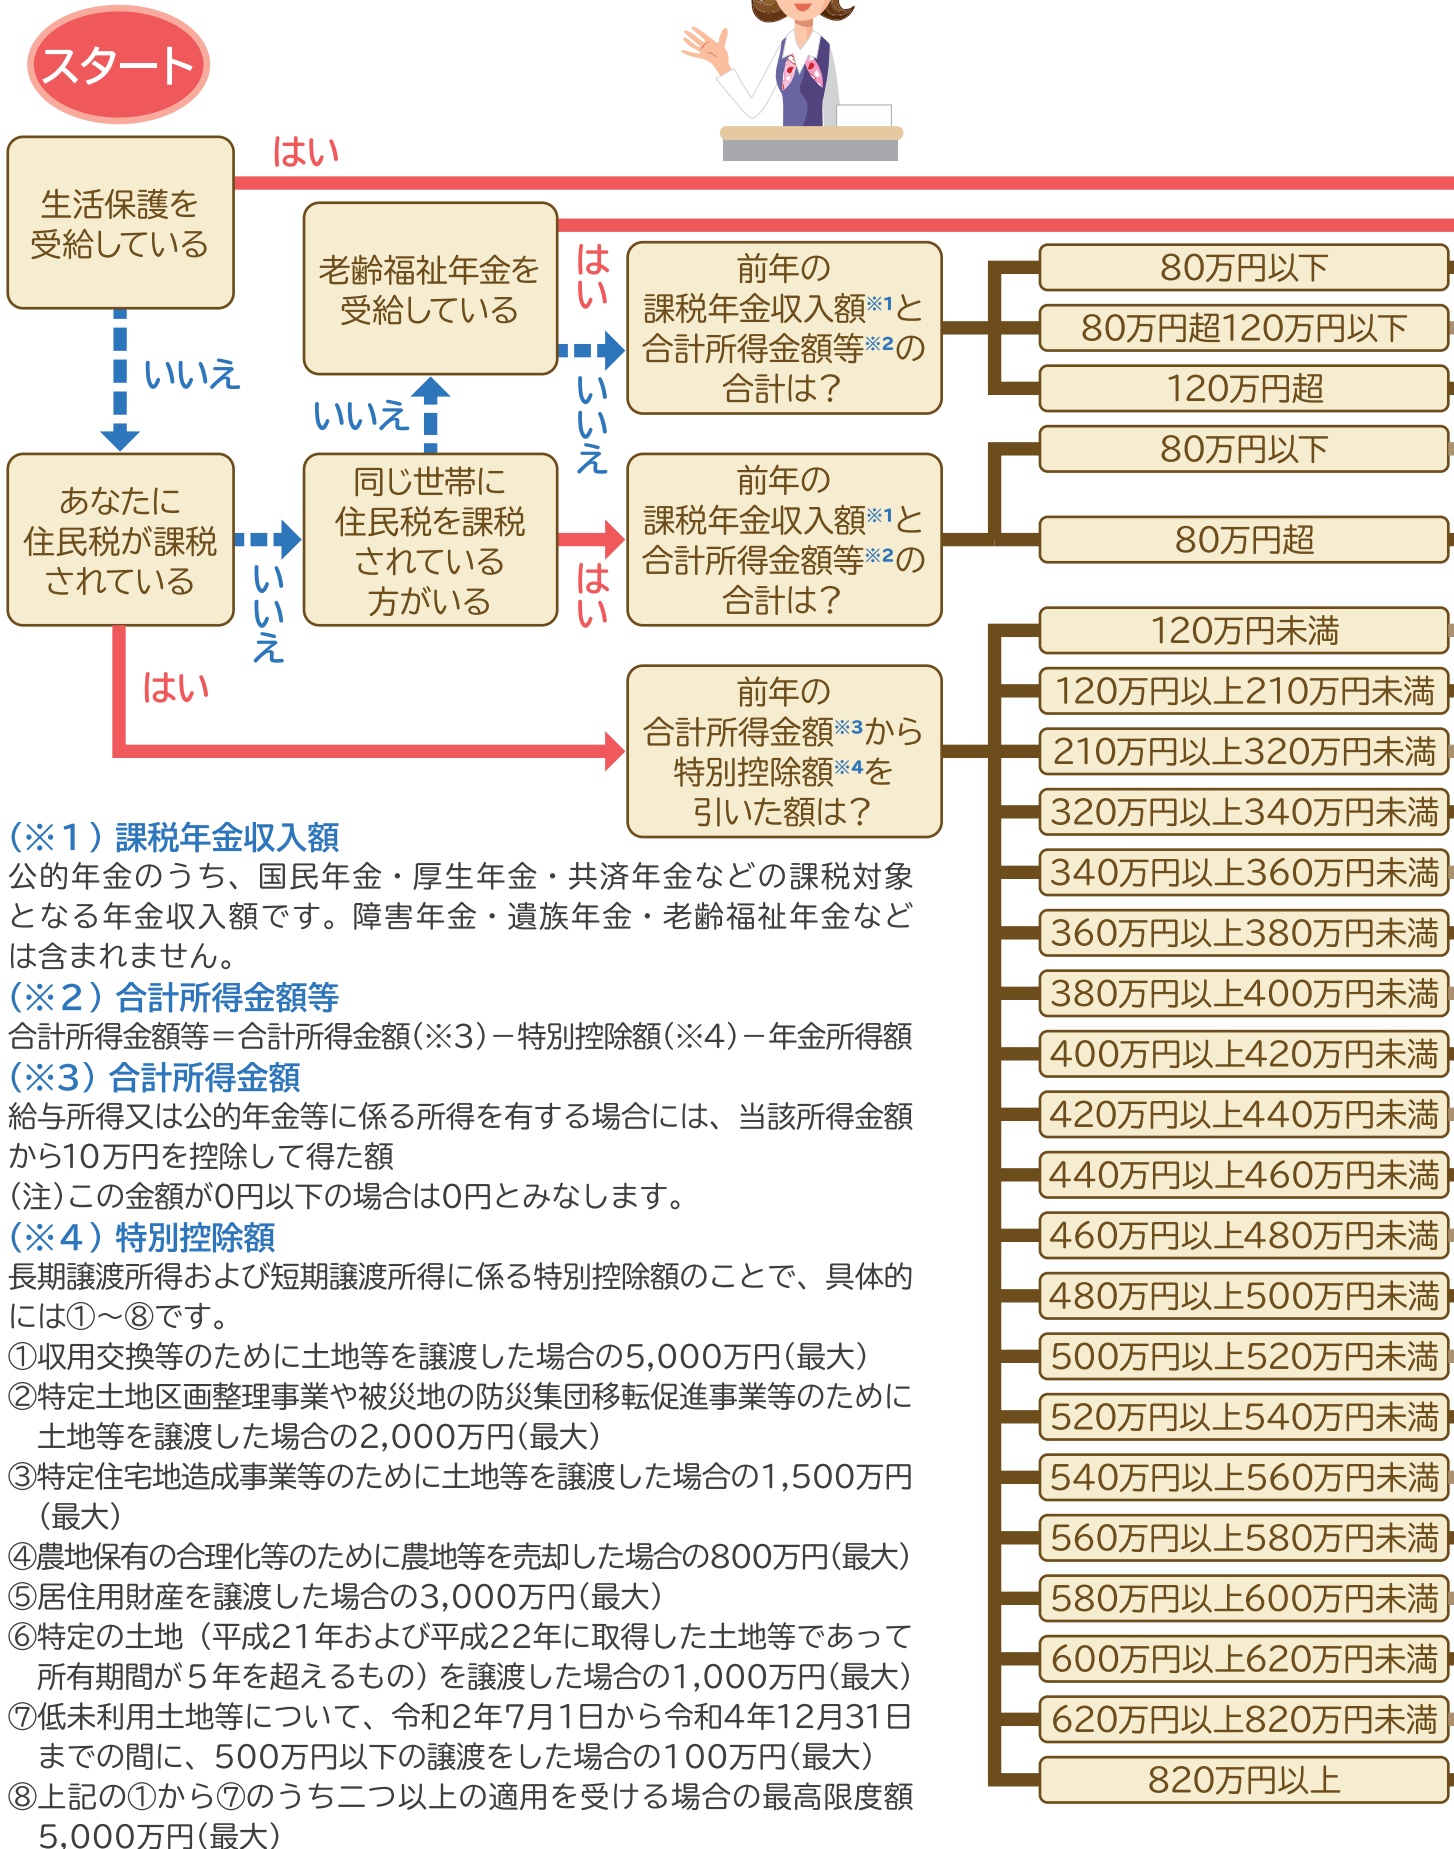 スタート
はい
生活保護を
受給している
いいえ
あなたに
住民税が課税
されている
いいえ
はい
同じ世帯に
住民税を課税
されている
方がいる
いいえ
はい
老齢福祉年金を
受給している
はい
いいえ
前年の
課税年金収入額※1と
合計所得金額等※2の
合計は？
80万円以下
80万円超120万円以下
120万円超
前年の
課税年金収入額※1と
合計所得金額等※2の
合計は？
80万円以下
80万円超
前年の
合計所得金額※3から
特別控除額※4を
引いた額は？
120万円未満
120万円以上210万円未満
210万円以上320万円未満
320万円以上340万円未満
340万円以上360万円未満
360万円以上380万円未満
380万円以上400万円未満
400万円以上420万円未満
420万円以上440万円未満
440万円以上460万円未満
460万円以上480万円未満
480万円以上500万円未満
500万円以上520万円未満
520万円以上540万円未満
540万円以上560万円未満
560万円以上580万円未満
580万円以上600万円未満
600万円以上620万円未満
620万円以上820万円未満
820万円以上
（※１）課税年金収入額
公的年金のうち、国民年金・厚生年金・共済年金などの課税対象
となる年金収入額です。障害年金・遺族年金・老齢福祉年金など
は含まれません。
（※２）合計所得金額等
合計所得金額等＝合計所得金額(※3)－特別控除額(※4)－年金所得額
（※3）合計所得金額
給与所得又は公的年金等に係る所得を有する場合には、当該所得金額
から10万円を控除して得た額
(注)この金額が0円以下の場合は0円とみなします。
（※４）特別控除額
長期譲渡所得および短期譲渡所得に係る特別控除額のことで、具体的
には①～⑧です。
①収用交換等のために土地等を譲渡した場合の5,000万円(最大)
②特定土地区画整理事業や被災地の防災集団移転促進事業等のために
土地等を譲渡した場合の2,000万円(最大)
③特定住宅地造成事業等のために土地等を譲渡した場合の1,500万円
(最大)
④農地保有の合理化等のために農地等を売却した場合の800万円(最大)
⑤居住用財産を譲渡した場合の3,000万円(最大)
⑥特定の土地（平成21年および平成22年に取得した土地等であって
所有期間が５年を超えるもの）を譲渡した場合の1,000万円(最大)
⑦低未利用土地等について、令和2年7月1日から令和4年12月31日
までの間に、500万円以下の譲渡をした場合の100万円(最大)
⑧上記の①から⑦のうち二つ以上の適用を受ける場合の最高限度額
5,000万円(最大)